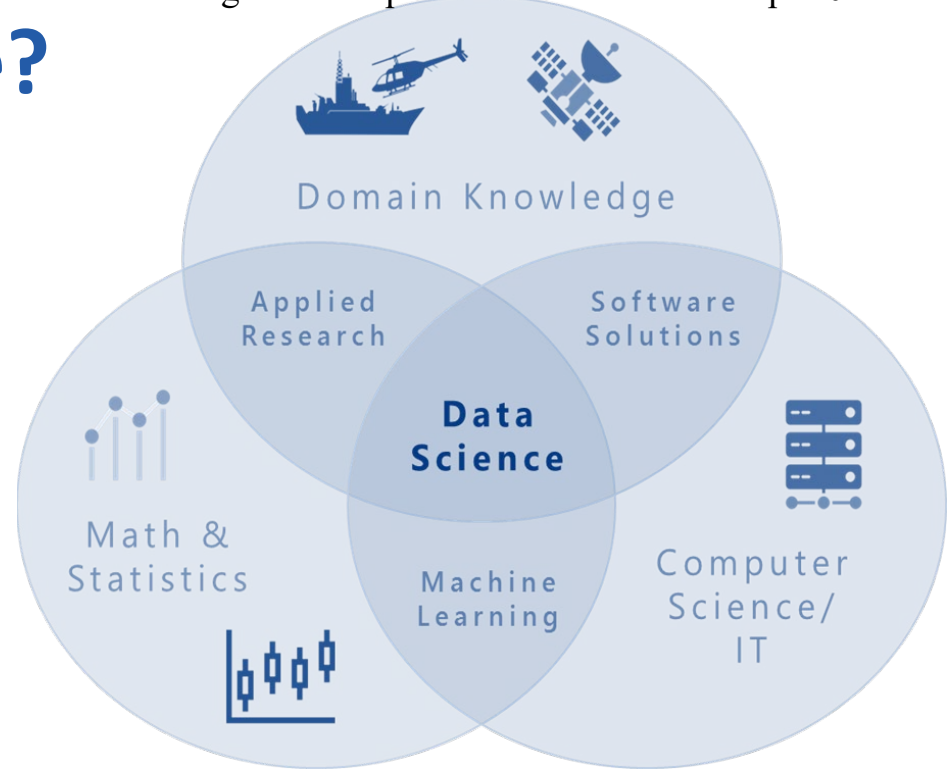 ?
Domain Knowledge
Applied
Research
Software
Solutions
Data
Science
Math &
Statistics
Machine
Learning
Computer
Science/
IT